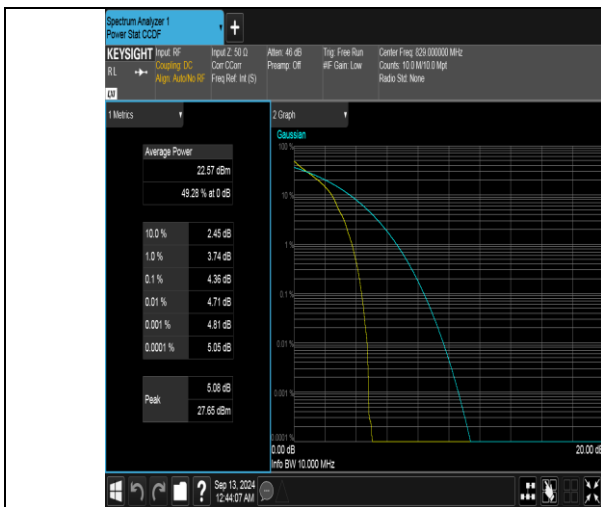 Spectrum Analyzer 1
Power Stat CCDF
+
KEYSIGHT
RL
Input: RF
Coupling: DC
Align: Auto/No RF
Input Z: 50 Ω
Corr CCorr
Freq Ref: Int (S)
Atten: 46 dB
Preamp: Off
Trig: Free Run
#IF Gain: Low
Center Freq: 829.000000 MHz
Counts: 10.0 M/10.0 Mpt
Radio Std: None
1 Metrics
Average Power
22.57 dBm
49.28 % at 0 dB
10.0 % 2.45 dB
1.0 % 3.74 dB
0.1 % 4.36 dB
0.01 % 4.71 dB
0.001 % 4.81 dB
0.0001 % 5.05 dB
Peak
5.08 dB
27.65 dBm
2 Graph
Gaussian
100 %
10 %
1 %
0.1 %
0.01 %
0.001 %
0.0001 %
0.00 dB 20.00 dB
Info BW 10.000 MHz
?
Sep 13, 2024
12:44:07 AM